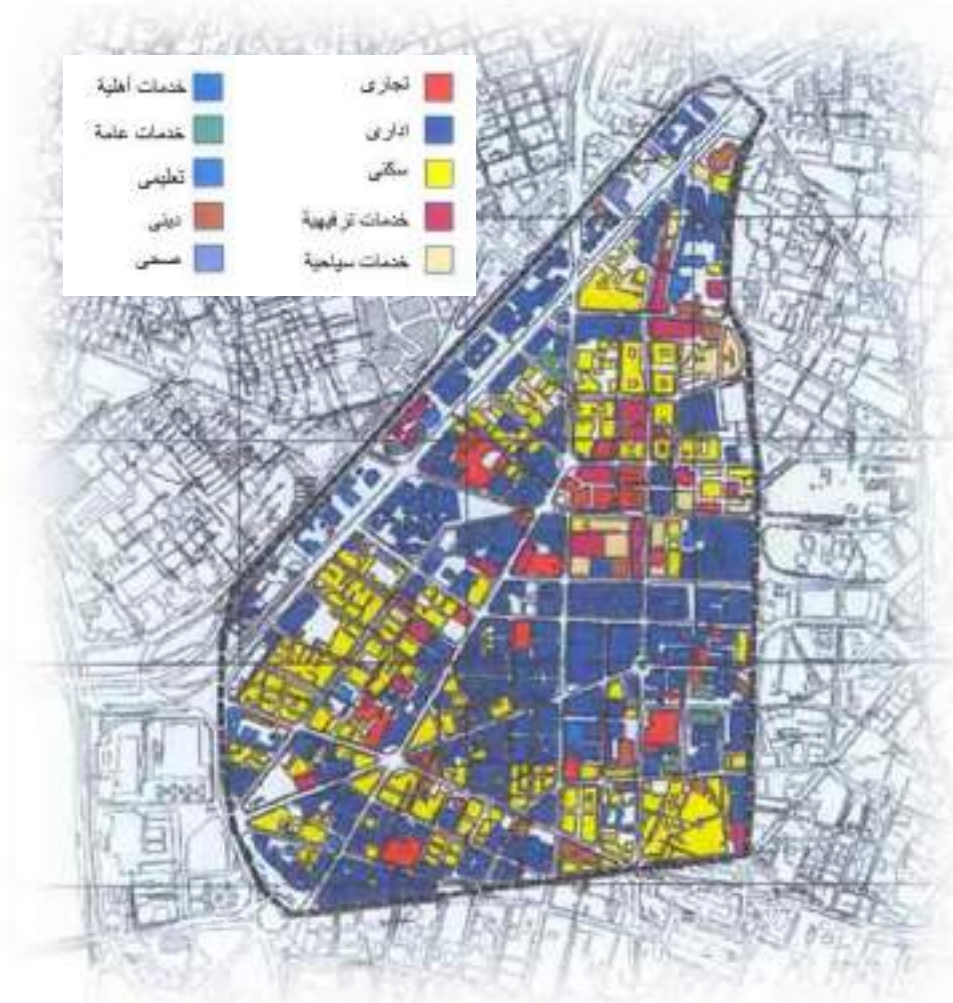 تجارى
خدمات أهلية
ادارى
خدمات عامة
سكنى
تعليمى
خدمات ترفيهية
دينى
خدمات سياحية
صحى